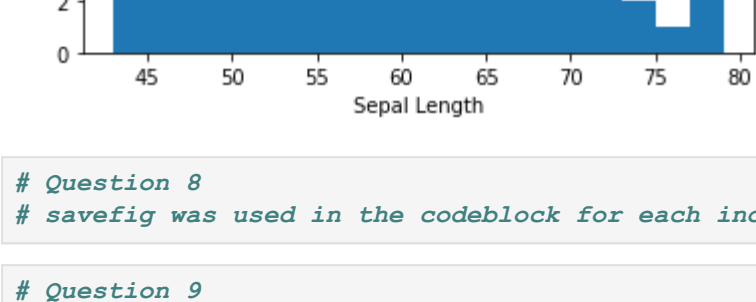 2
0
45 50 55 60 65 70 75 80
Sepal Length
# Question 8
# savefig was used in the codeblock for each
# Question 9